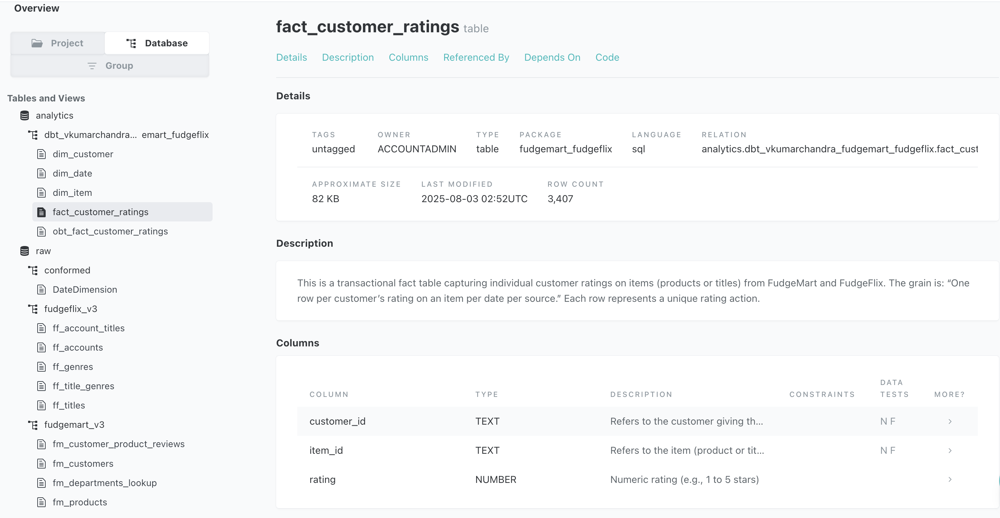 Overview
Project
Database
Group
Tables and Views
analytics
dbt_vkumarchandra... emart_fudgeflix
dim_customer
dim_date
dim_item
fact_customer_ratings
obt_fact_customer_ratings
raw
conformed
DateDimension
fudgeflix_v3
ff_account_titles
ff_accounts
ff_genres
ff_title_genres
ff_titles
fudgemart_v3
fm_customer_product_reviews
fm_customers
fm_departments_lookup
fm_products
fact_customer_ratings table
Details Description Columns Referenced By Depends On Code
Details
TAGS OWNER TYPE PACKAGE LANGUAGE RELATION
untagged ACCOUNTADMIN table fudgemart_fudgeflix sql analytics.dbt_vkumarchandra_fudgemart_fudgeflix.fact_cust
APPROXIMATE SIZE LAST MODIFIED ROW COUNT
82 KB 2025-08-03 02:52UTC 3,407
Description
This is a transactional fact table capturing individual customer ratings on items (products or titles) from FudgeMart and FudgeFlix. The grain is: “One
row per customer’s rating on an item per date per source.” Each row represents a unique rating action.
Columns
COLUMN TYPE DESCRIPTION CONSTRAINTS DATA TESTS MORE?
customer_id TEXT Refers to the customer giving th... N F
item_id TEXT Refers to the item (product or tit... N F
rating NUMBER Numeric rating (e.g., 1 to 5 stars)